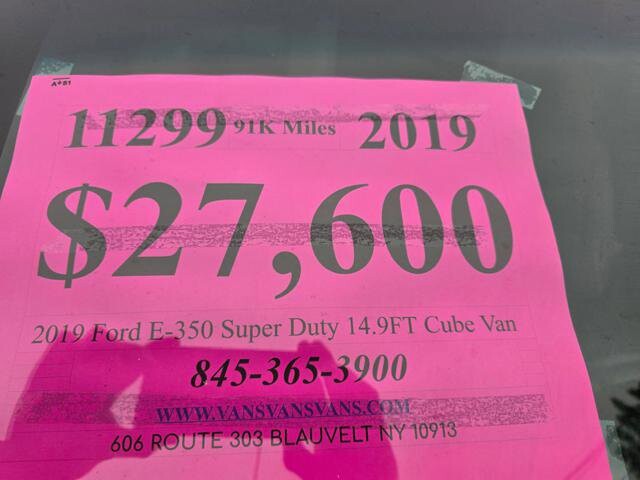 A+81
11299 91K Miles 2019
$27,600
2019 Ford E-350 Super Duty 14.9FT Cube Van
845-365-3900
WWW.VANSVANSVANS.COM
606 ROUTE 303 BLAUVELT NY 10913